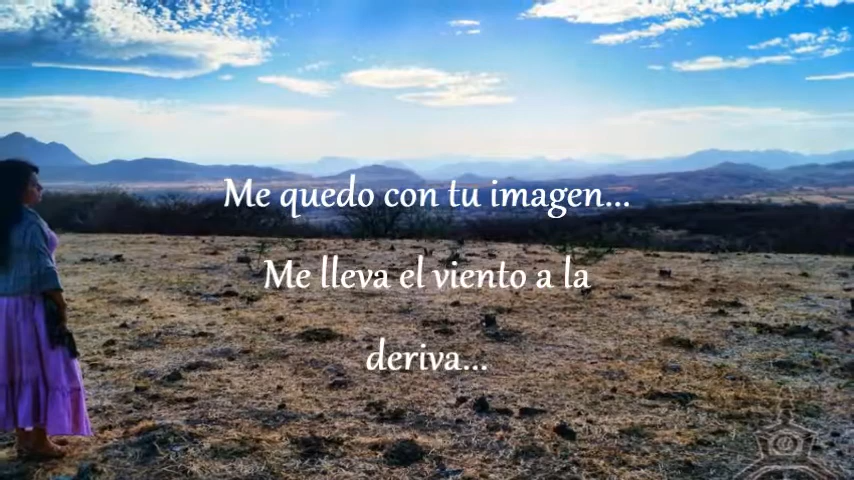 Me quedo con tu imagen...
Me lleva el viento a la
deriva...